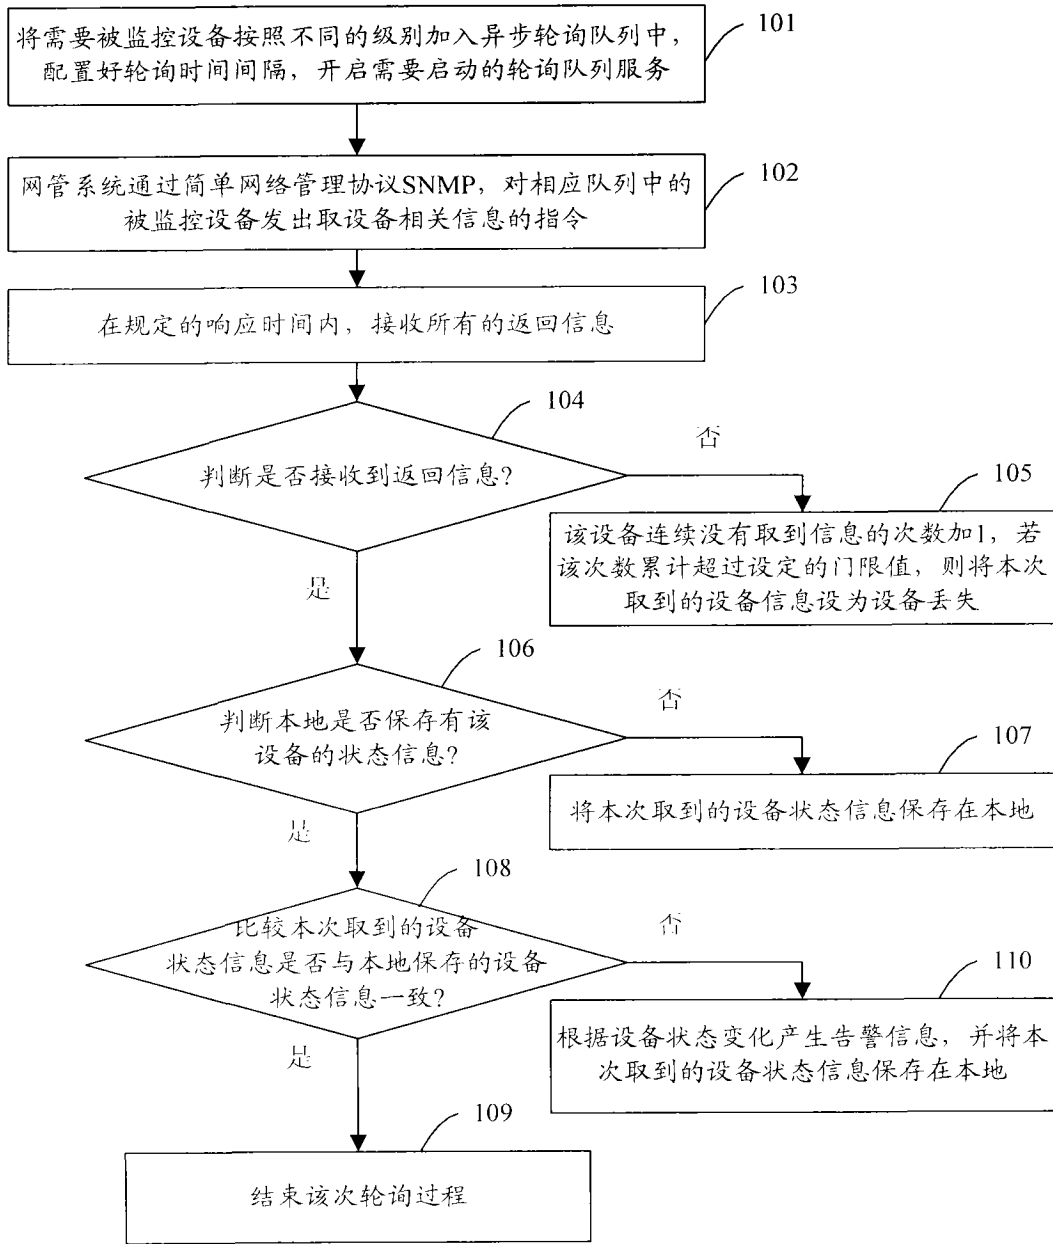 将需要被监控设备按照不同的级别加入异步轮询队列中，
配置好轮询时间间隔，开启需要启动的轮询队列服务
101
网管系统通过简单网络管理协议SNMP，对相应队列中的
被监控设备发出取设备相关信息的指令
102
在规定的响应时间内，接收所有的返回信息
103
判断是否接收到返回信息？
104
否
是
该设备连续没有取到信息的次数加1，若
该次数累计超过设定的门限值，则将本次
取到的设备信息设为设备丢失
105
判断本地是否保存有该
设备的状态信息？
106
否
是
将本次取到的设备状态信息保存在本地
107
比较本次取到的设备
状态信息是否与本地保存的设备
状态信息一致？
108
否
是
根据设备状态变化产生告警信息，并将本
次取到的设备状态信息保存在本地
110
结束该次轮询过程
109